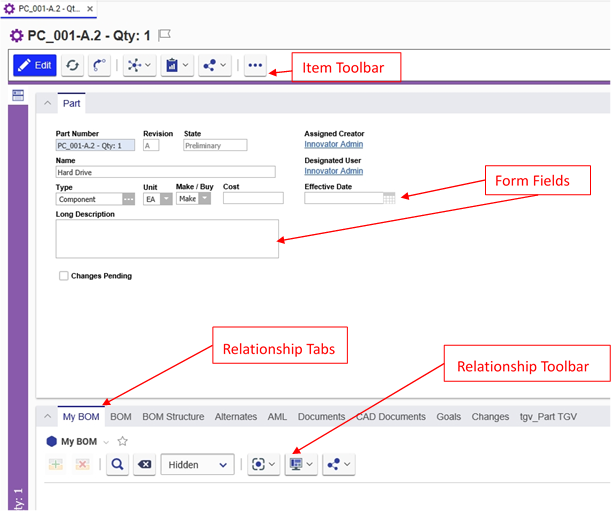 PC_001-A.2 - Qt...
PC_001-A.2 - Qty: 1
Edit
Item Toolbar
Part
Part Number Revision State Assigned Creator
PC_001-A.2 - Qty: 1 A Preliminary Innovator Admin
Name Designated User
Hard Drive Innovator Admin
Type Unit Make / Buy Cost Effective Date
Component EA Make
Form Fields
Long Description
Changes Pending
Relationship Tabs
Relationship Toolbar
My BOM BOM BOM Structure Alternates AML Documents CAD Documents Goals Changes tgv_Part TGV
My BOM
Hidden
ty: 1